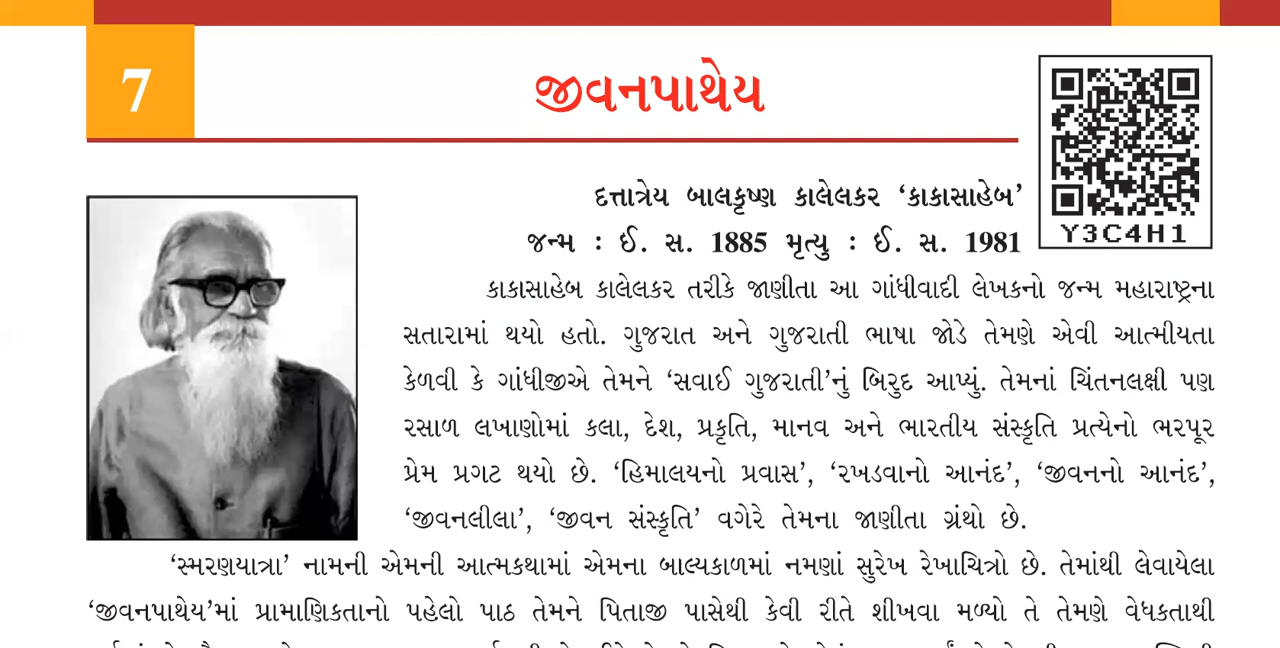 7
જીવનપાથેય
દત્તાત્રેય બાલકૃષ્ણ કાલેલકર ‘કાકાસાહેબ’
જન્મ : ઈ. સ. 1885 મૃત્યુ : ઈ. સ. 1981
Y3C4H1
કાકાસાહેબ કાલેલકર તરીકે જાણીતા આ ગાંધીવાદી લેખકનો જન્મ મહારાષ્ટ્રના
સતારામાં થયો હતો. ગુજરાત અને ગુજરાતી ભાષા જોડે તેમણે એવી આત્મીયતા
કેળવી કે ગાંધીજીએ તેમને ‘સવાઈ ગુજરાતી’નું બિરુદ આપ્યું. તેમનાં ચિંતનલક્ષી પણ
રસાળ લખાણોમાં કલા, દેશ, પ્રકૃતિ, માનવ અને ભારતીય સંસ્કૃતિ પ્રત્યેનો ભરપૂર
પ્રેમ પ્રગટ થયો છે. ‘હિમાલયનો પ્રવાસ’, ‘રખડવાનો આનંદ’, ‘જીવનનો આનંદ’,
‘જીવનલીલા’, ‘જીવન સંસ્કૃતિ’ વગેરે તેમના જાણીતા ગ્રંથો છે.
‘સ્મરણયાત્રા’ નામની એમની આત્મકથામાં એમના બાલ્યકાળમાં નમણાં સુરેખ રેખાચિત્રો છે. તેમાંથી લેવાયેલા
‘જીવનપાથેય’માં પ્રામાણિકતાનો પહેલો પાઠ તેમને પિતાજી પાસેથી કેવી રીતે શીખવા મળ્યો તે તેમણે વેધકતાથી